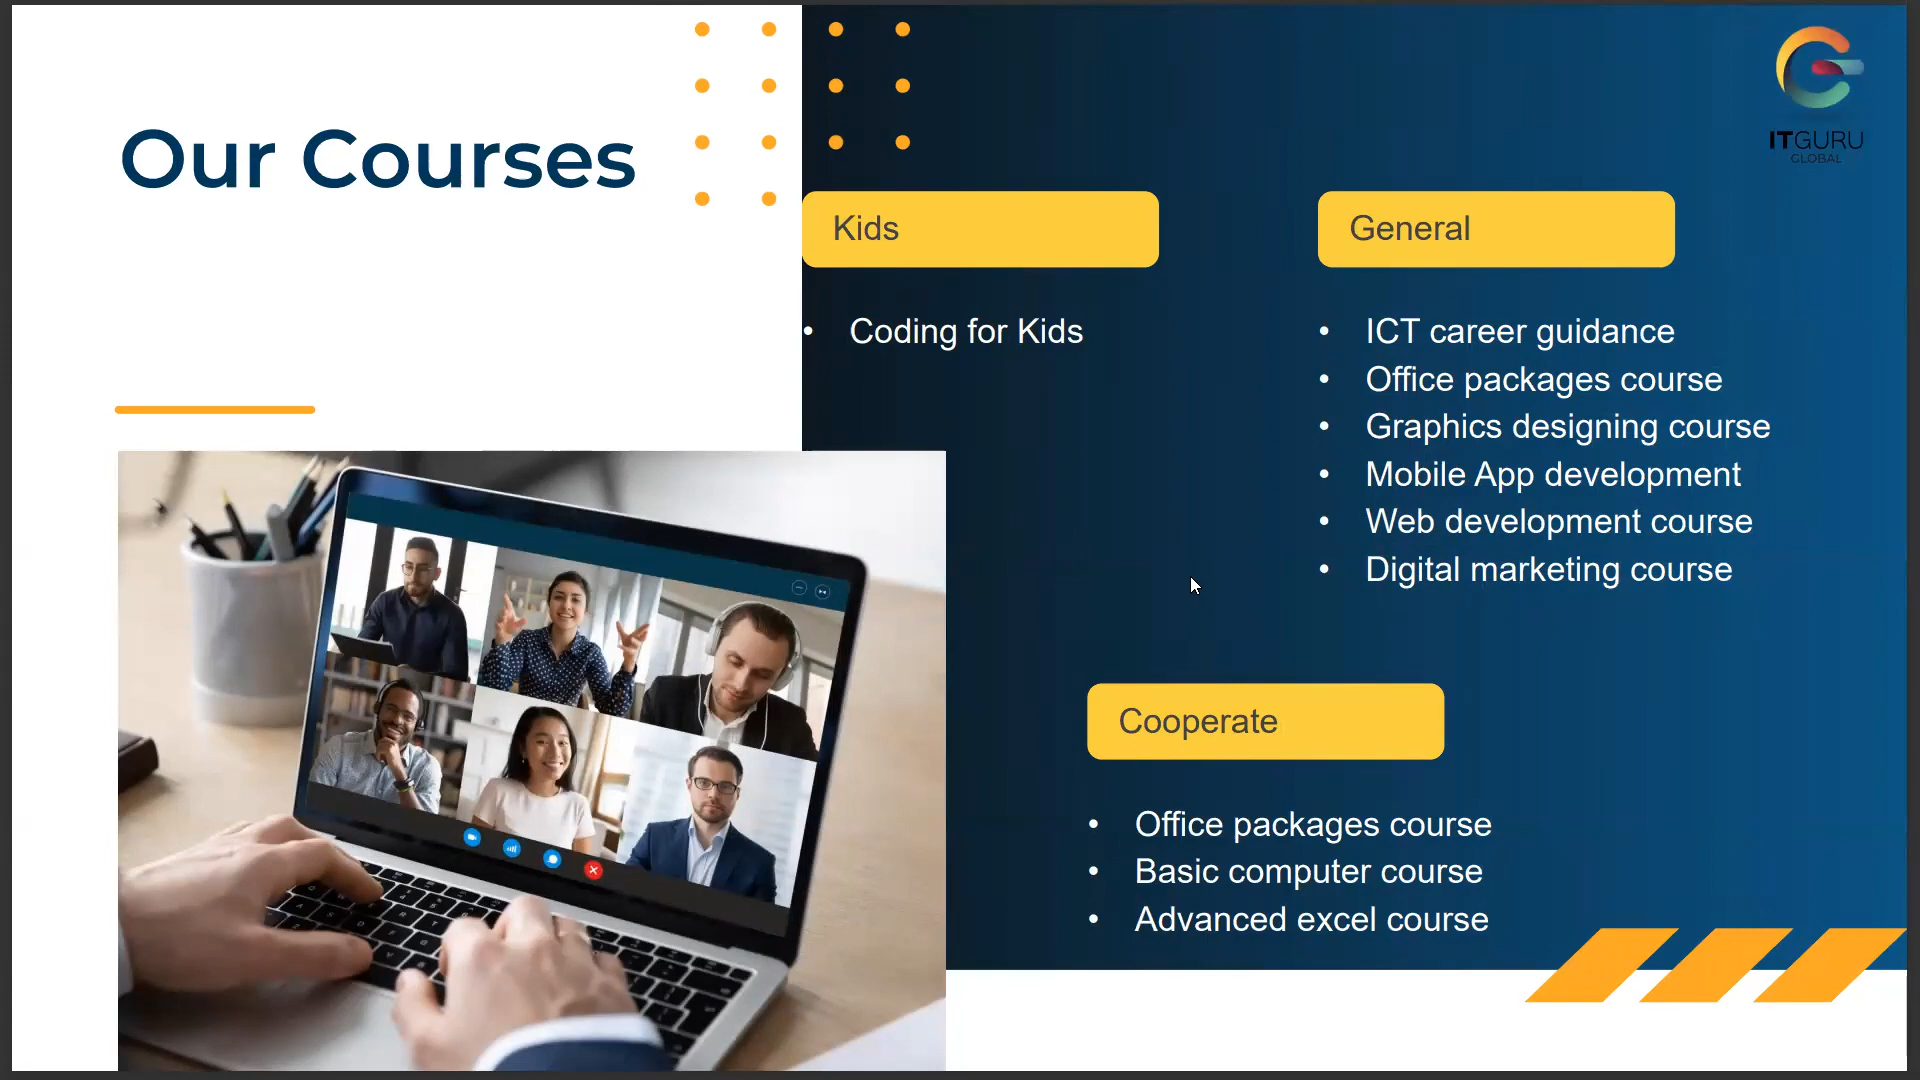 Our Courses
ITGURU
GLOBAL
Kids
• Coding for Kids
General
• ICT career guidance
• Office packages course
• Graphics designing course
• Mobile App development
• Web development course
• Digital marketing course
Cooperate
• Office packages course
• Basic computer course
• Advanced excel course